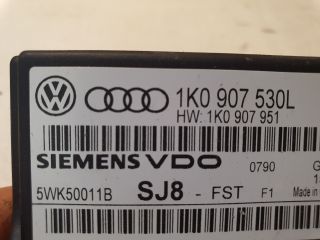 1K0 907 530L
HW: 1K0 907 951
SIEMENS VDO 0790 G
5WK50011B SJ8 - FST F1 Made in